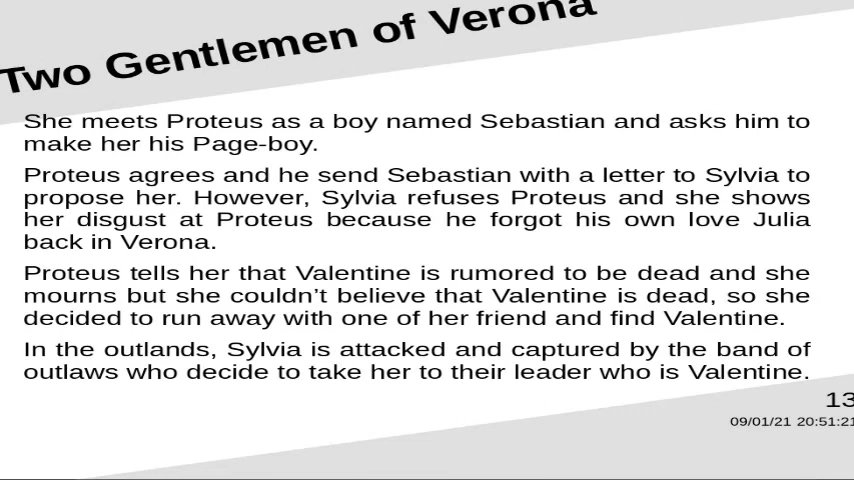 Two Gentlemen of Verona
She meets Proteus as a boy named Sebastian and asks him to
make her his Page-boy.
Proteus agrees and he send Sebastian with a letter to Sylvia to
propose her. However, Sylvia refuses Proteus and she shows
her disgust at Proteus because he forgot his own love Julia
back in Verona.
Proteus tells her that Valentine is rumored to be dead and she
mourns but she couldn’t believe that Valentine is dead, so she
decided to run away with one of her friend and find Valentine.
In the outlands, Sylvia is attacked and captured by the band of
outlaws who decide to take her to their leader who is Valentine.
13
09/01/21 20:51:21